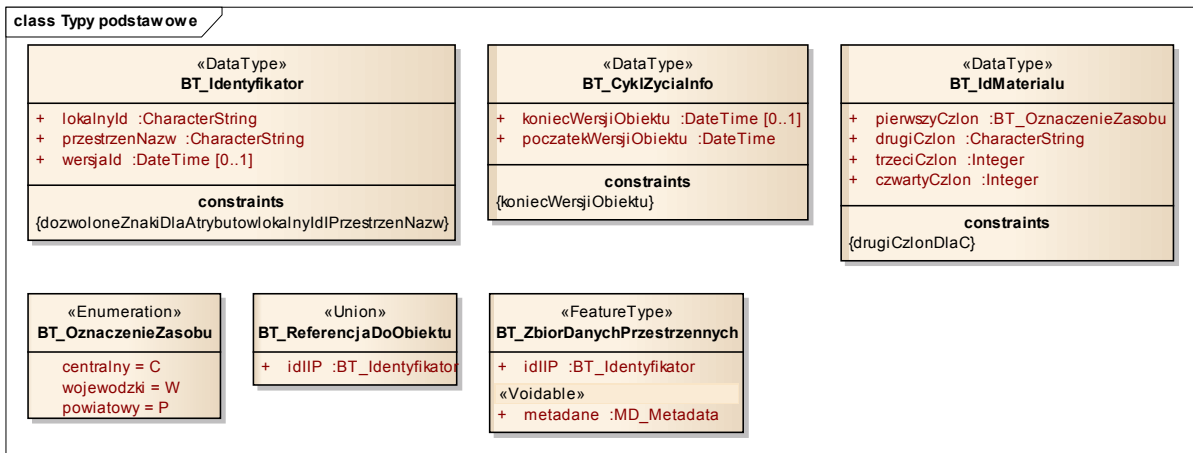 class Typy podstawowe
«DataType»
BT_Identyfikator
+ lokalnyId :CharacterString
+ przestrzenNazw :CharacterString
+ wersjaId :DateTime [0..1]
constraints
{dozwoloneZnakiDlaAtrybutowlokalnyIdIPrzestrzenNazw}
«DataType»
BT_CyklZyciaInfo
+ koniecWersjiObiektu :DateTime [0..1]
+ poczatekWersjiObiektu :DateTime
constraints
{koniecWersjiObiektu}
«DataType»
BT_IdMaterialu
+ pierwszyCzlon :BT_OznaczenieZasobu
+ drugiCzlon :CharacterString
+ trzeciCzlon :Integer
+ czwartyCzlon :Integer
constraints
{drugiCzlonDlaC}
«Enumeration»
BT_OznaczenieZasobu
centralny = C
wojewodzki = W
powiatowy = P
«Union»
BT_ReferencjaDoObiektu
+ idIIP :BT_Identyfikator
«FeatureType»
BT_ZbiorDanychPrzestrzennych
+ idIIP :BT_Identyfikator
«Voidable»
+ metadane :MD_Metadata